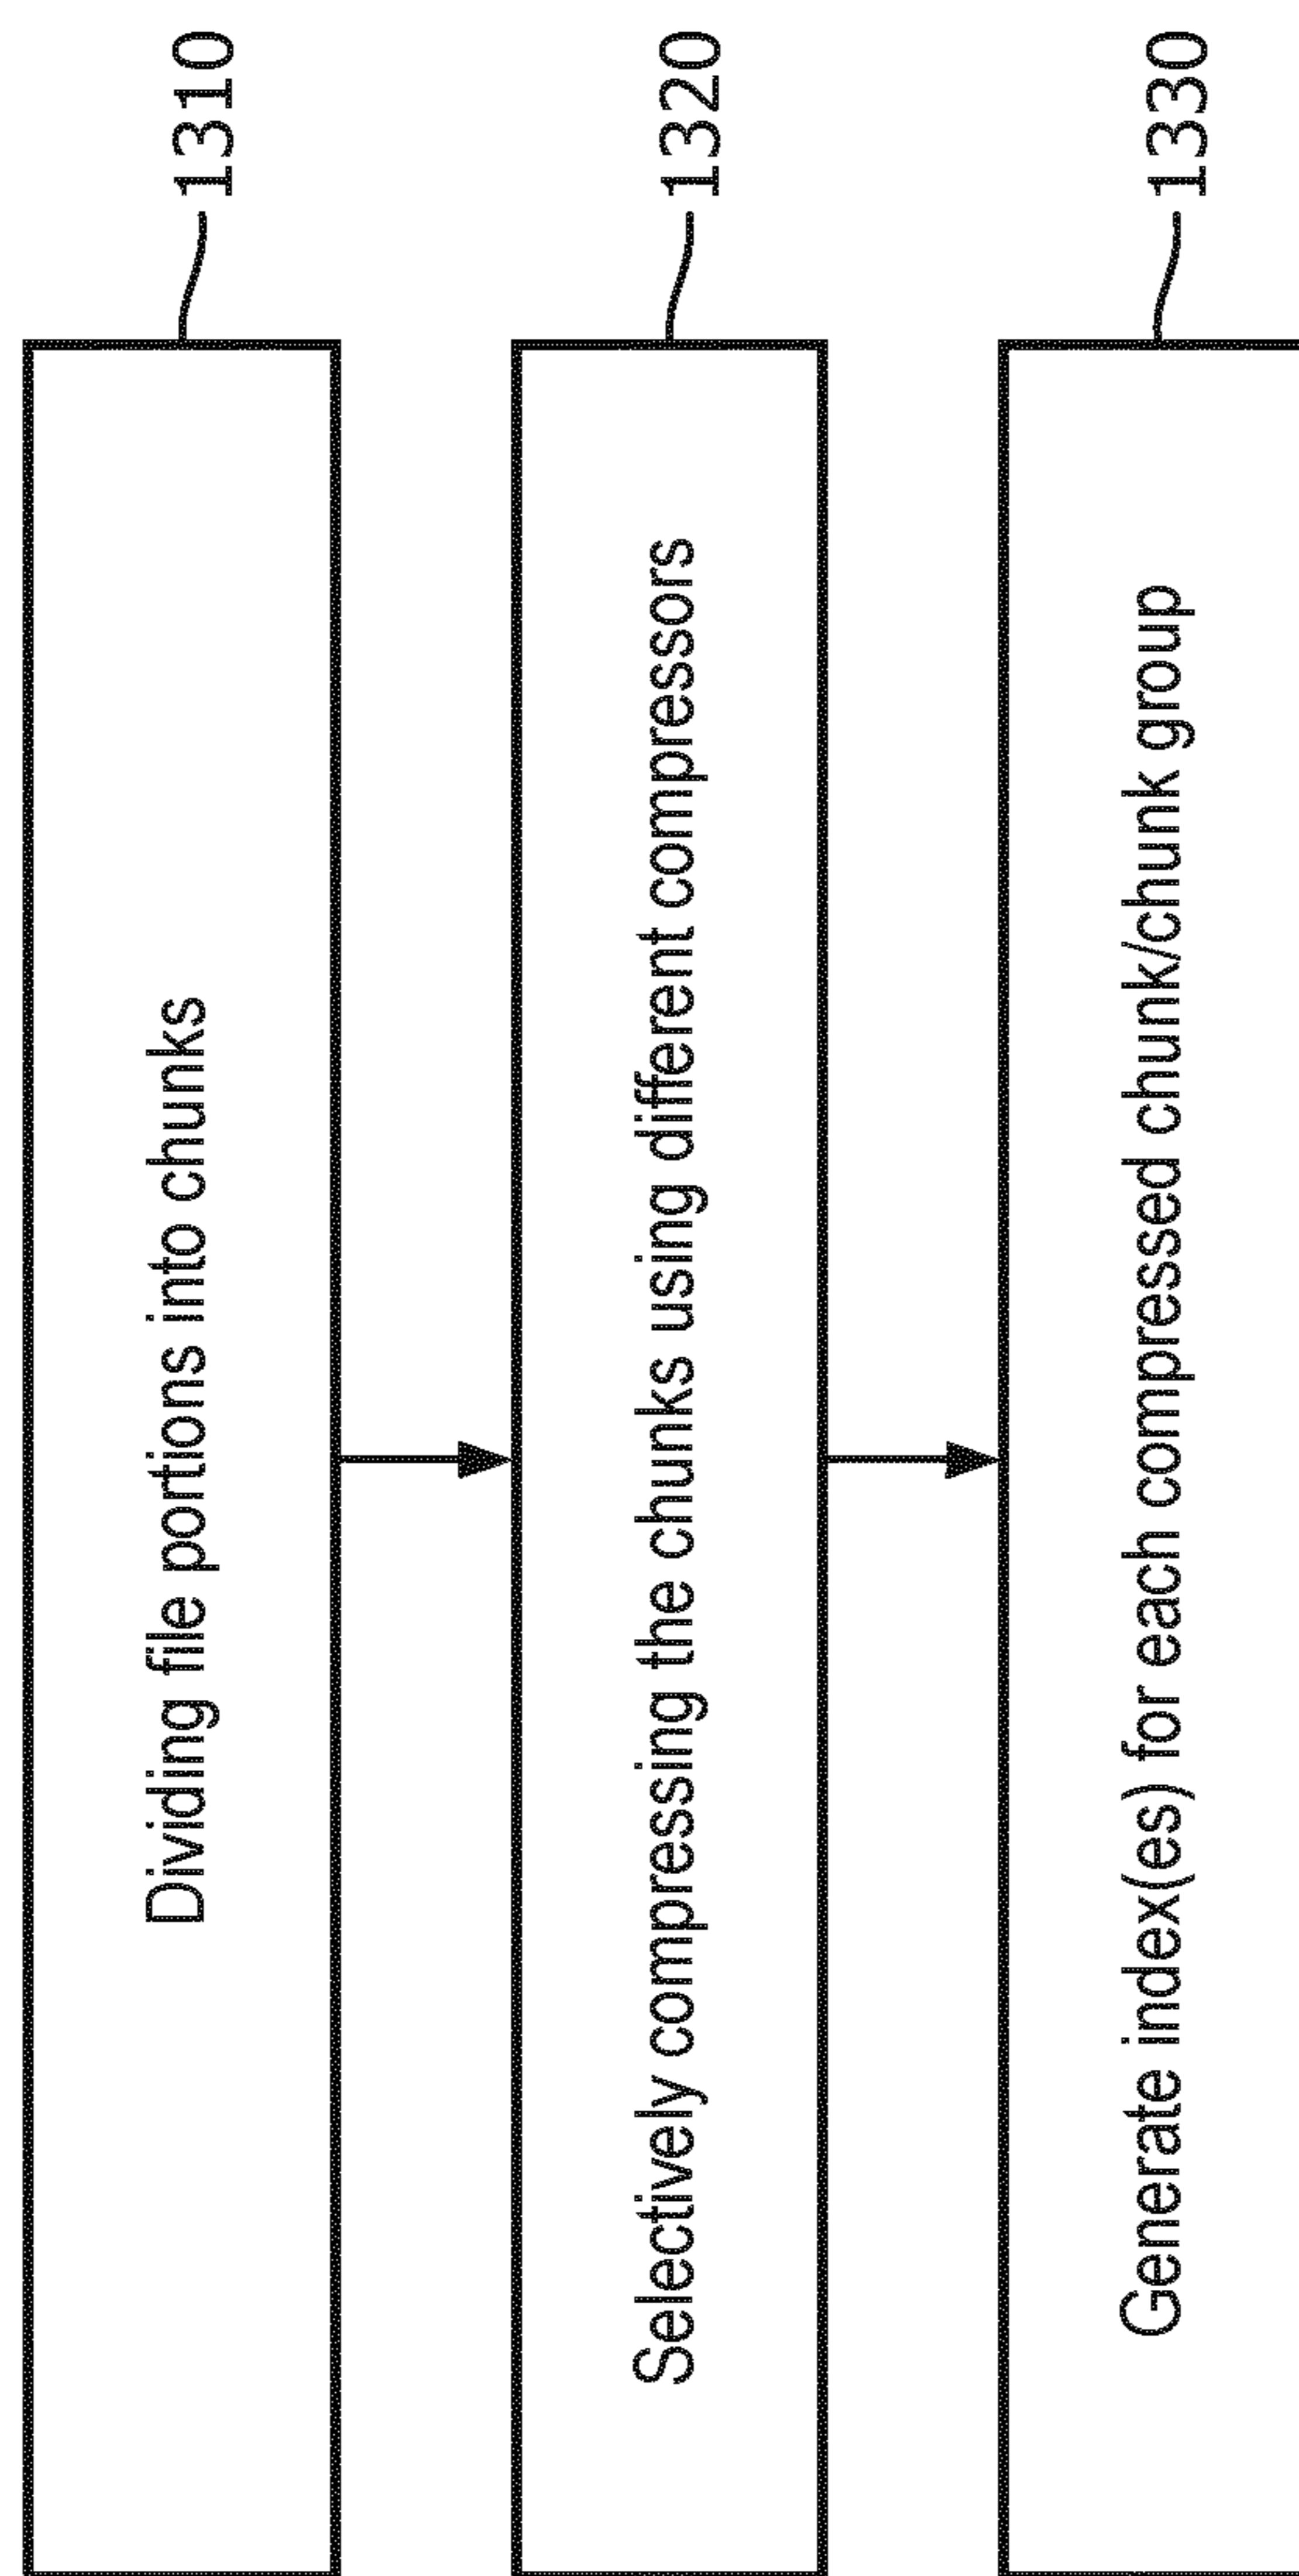 Dividing file portions into chunks
1310
Selectively compressing the chunks using different compressors
1320
Generate index(es) for each compressed chunk/chunk group
1330